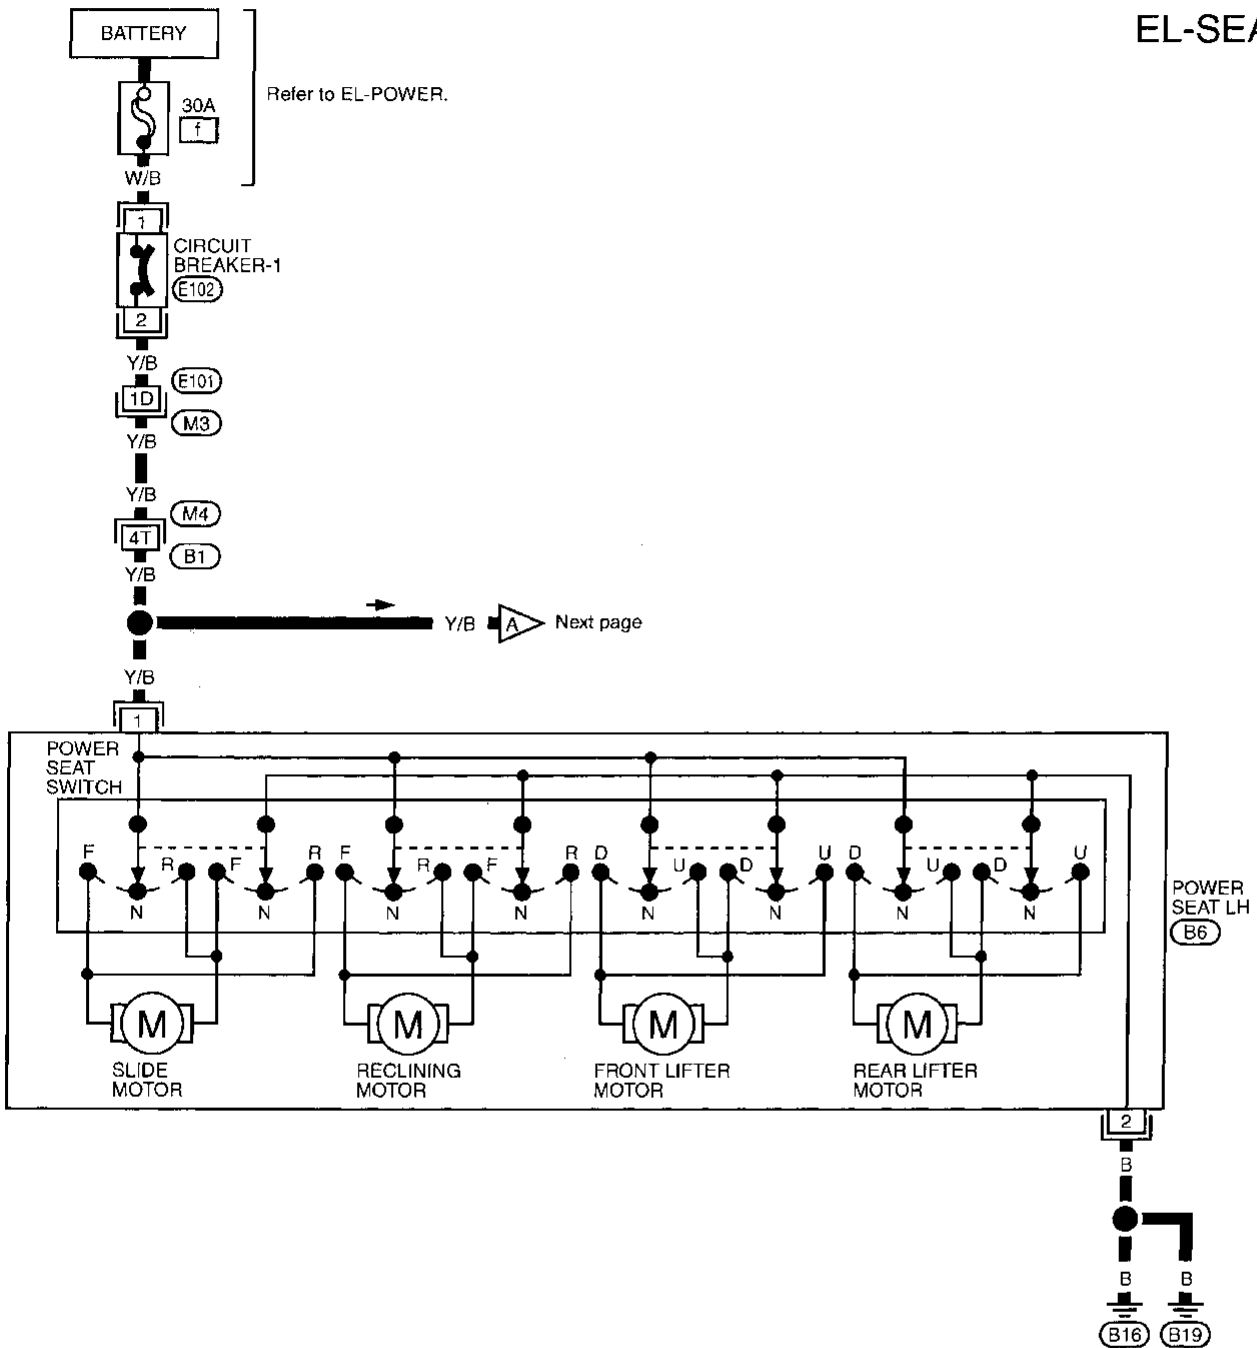 EL-SEA
BATTERY
30A
f
Refer to EL-POWER.
W/B
1
CIRCUIT
BREAKER-1
E102
2
Y/B
E101
1D
M3
Y/B
Y/B
M4
4T
B1
Y/B
Y/B A Next page
Y/B
1
POWER
SEAT
SWITCH
F R F R F R F R D U D U D U D U
N N N N N N N N
POWER
SEAT LH
B6
M M M M
SLIDE
MOTOR
RECLINING
MOTOR
FRONT LIFTER
MOTOR
REAR LIFTER
MOTOR
2
B
B B
B16 B19